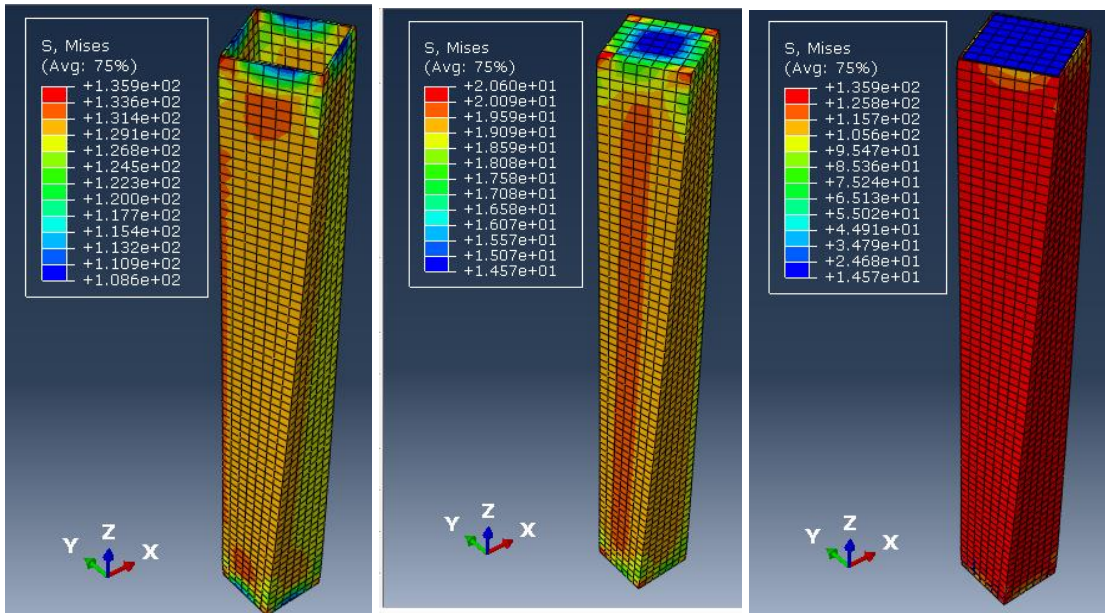 S, Mises
(Avg: 75%)
+1.359e+02
+1.336e+02
+1.314e+02
+1.291e+02
+1.268e+02
+1.245e+02
+1.223e+02
+1.200e+02
+1.177e+02
+1.154e+02
+1.132e+02
+1.109e+02
+1.086e+02
Y Z X
S, Mises
(Avg: 75%)
+2.060e+01
+2.009e+01
+1.959e+01
+1.909e+01
+1.859e+01
+1.808e+01
+1.758e+01
+1.708e+01
+1.658e+01
+1.607e+01
+1.557e+01
+1.507e+01
+1.457e+01
Y Z X
S, Mises
(Avg: 75%)
+1.359e+02
+1.258e+02
+1.157e+02
+1.056e+02
+9.547e+01
+8.536e+01
+7.524e+01
+6.513e+01
+5.502e+01
+4.491e+01
+3.479e+01
+2.468e+01
+1.457e+01
Y Z X